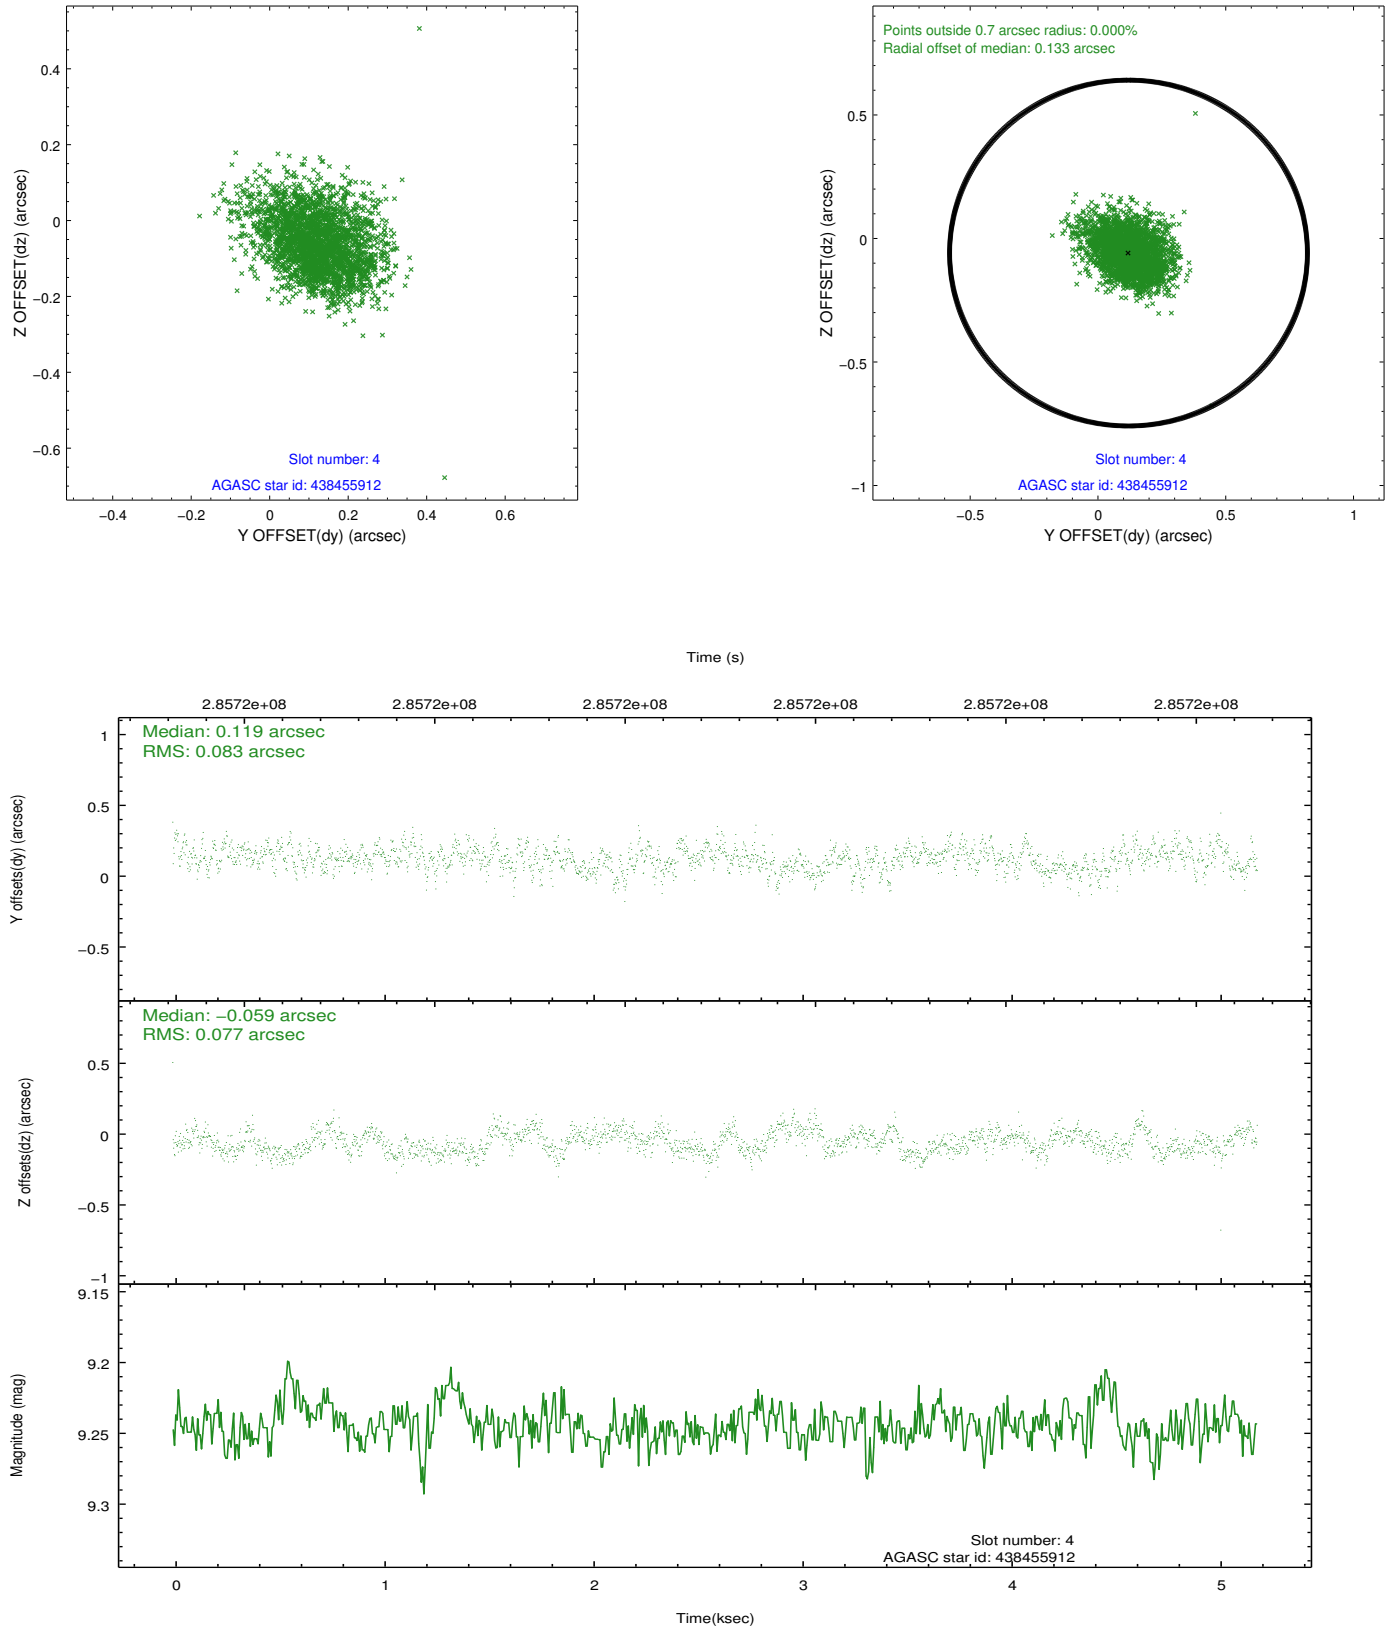 0.4
0.2
0
−0.2
−0.4
−0.6
Z OFFSET(dz) (arcsec)
Slot number: 4
AGASC star id: 438455912
−0.4 −0.2 0 0.2 0.4 0.6
Y OFFSET(dy) (arcsec)
Points outside 0.7 arcsec radius: 0.000%
Radial offset of median: 0.133 arcsec
0.5
0
−0.5
−1
Z OFFSET(dz) (arcsec)
Slot number: 4
AGASC star id: 438455912
−0.5 0 0.5 1
Y OFFSET(dy) (arcsec)
Time (s)
2.8572e+08 2.8572e+08 2.8572e+08 2.8572e+08 2.8572e+08 2.8572e+08
Median: 0.119 arcsec
RMS: 0.083 arcsec
1
0.5
0
−0.5
Y offsets(dy) (arcsec)
Median: −0.059 arcsec
RMS: 0.077 arcsec
0.5
0
−0.5
−1
Z offsets(dz) (arcsec)
9.15
9.2
9.25
9.3
Magnitude (mag)
Slot number: 4
AGASC star id: 438455912
0 1 2 3 4 5
Time(ksec)